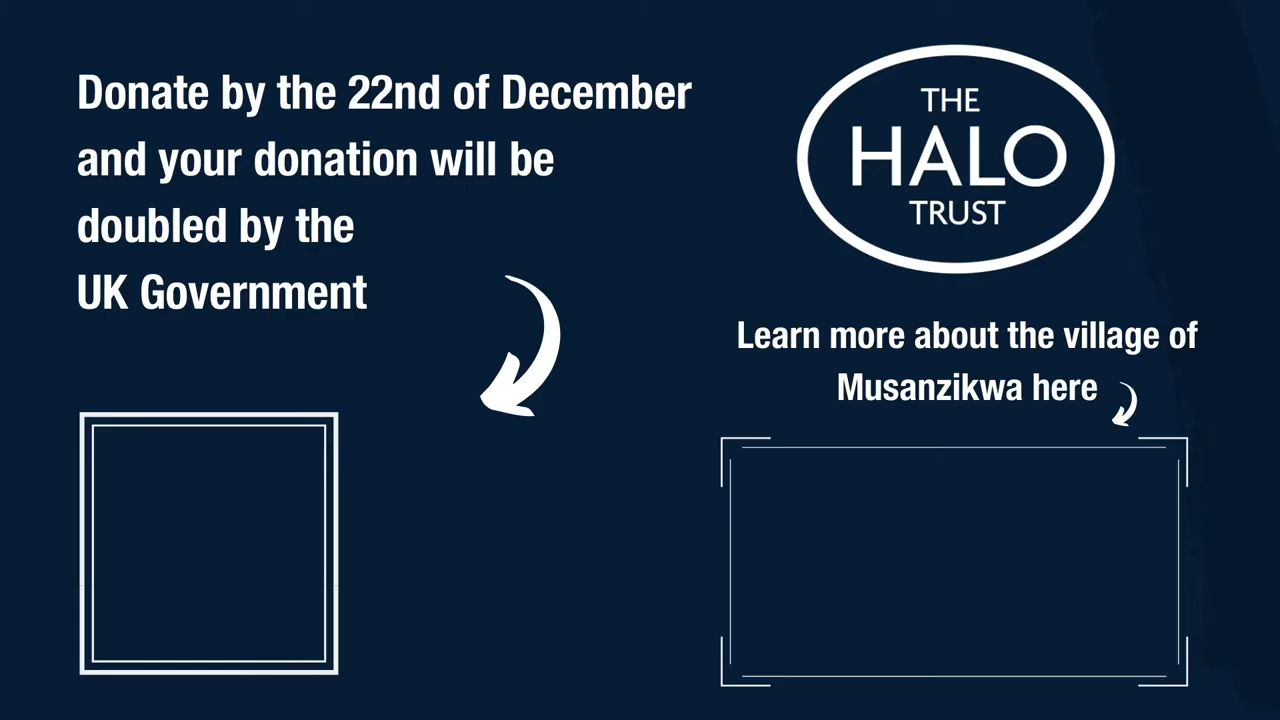 Donate by the 22nd of December
and your donation will be
doubled by the
UK Government
THE
HALO
TRUST
Learn more about the village of
Musanzikwa here